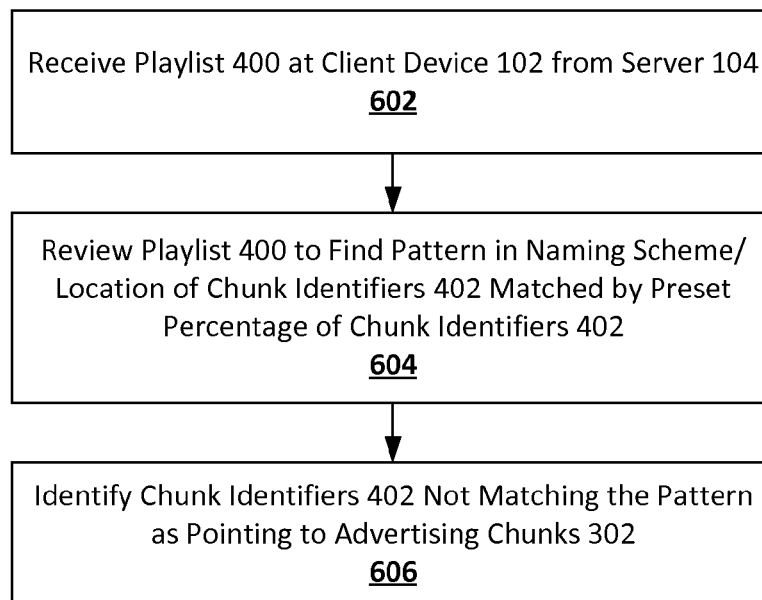 Receive Playlist 400 at Client Device 102 from Server 104
602
Review Playlist 400 to Find Pattern in Naming Scheme/
Location of Chunk Identifiers 402 Matched by Preset
Percentage of Chunk Identifiers 402
604
Identify Chunk Identifiers 402 Not Matching the Pattern
as Pointing to Advertising Chunks 302
606